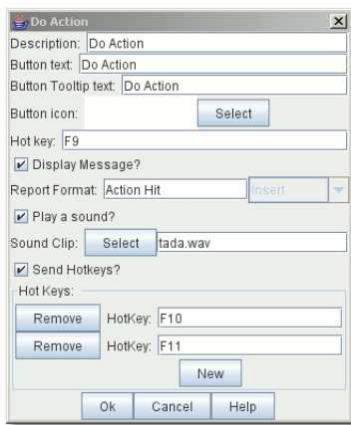 Do Action
Description: Do Action
Button text: Do Action
Button Tooltip text: Do Action
Button icon: Select
Hot key: F9
Display Message?
Report Format: Action Hit Insert
Play a sound?
Sound Clip: Select tada.wav
Send Hotkeys?
Hot Keys:
Remove HotKey: F10
Remove HotKey: F11
New
Ok Cancel Help